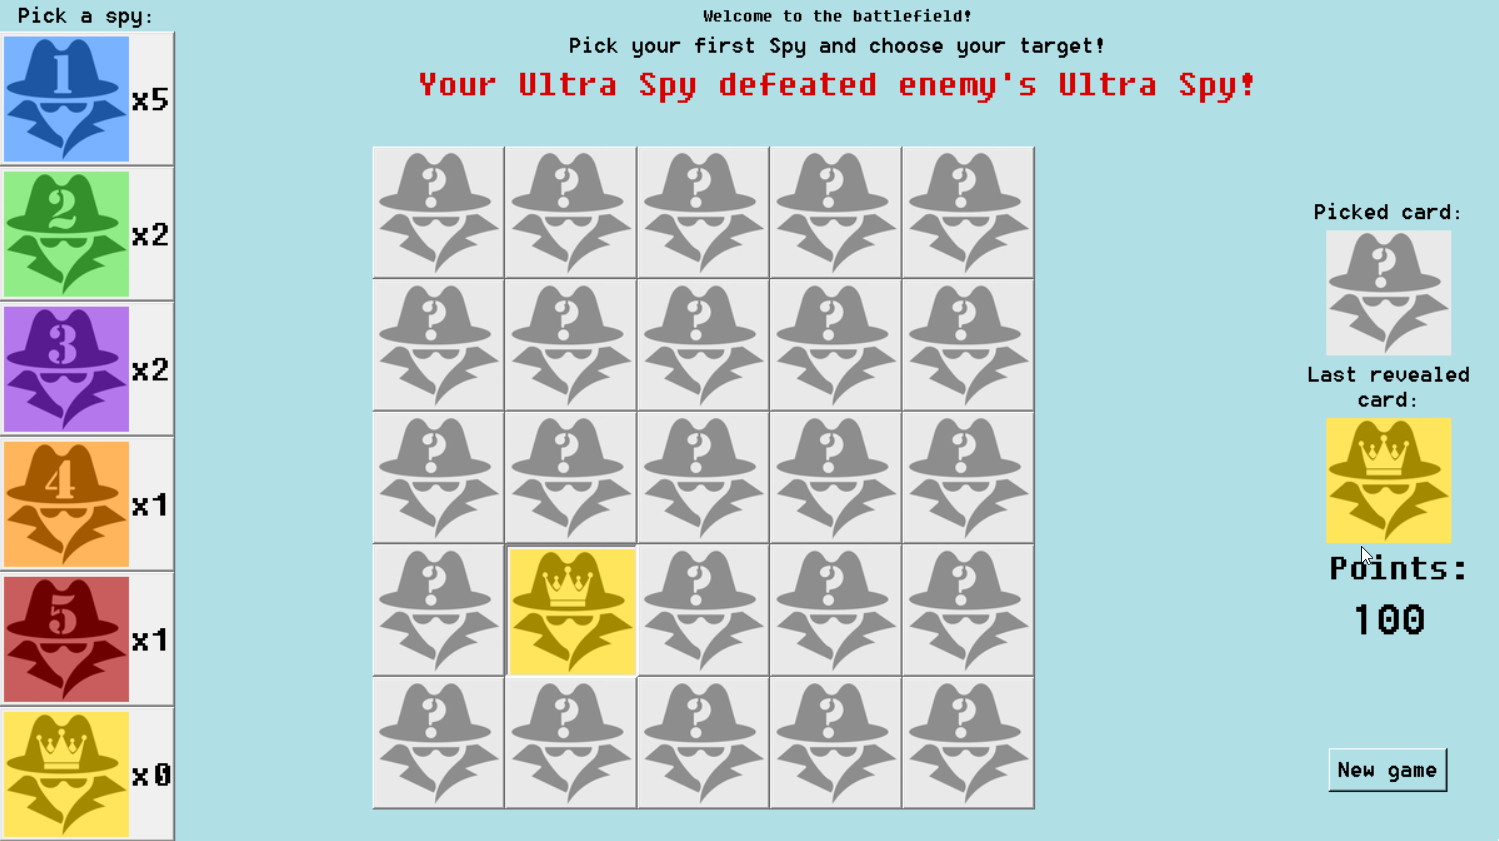 Pick a spy:
Welcome to the battlefield!
Pick your first Spy and choose your target!
Your Ultra Spy defeated enemy's Ultra Spy!
1
x5
2
x2
3
x2
4
x1
5
x1
x0
? ? ? ? ?
? ? ? ? ?
? ? ? ? ?
? ? ? ?
? ? ? ? ?
Picked card:
?
Last revealed
card:
Points:
100
New game